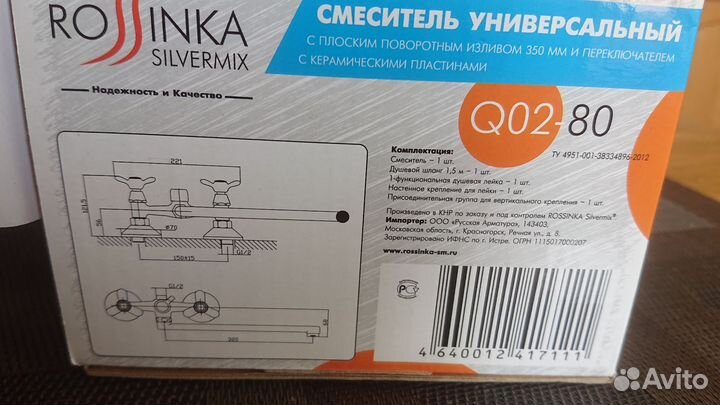 ROSSINKA
SILVERMIX
Надежность и Качество
СМЕСИТЕЛЬ УНИВЕРСАЛЬНЫЙ
С ПЛОСКИМ ПОВОРОТНЫМ ИЗЛИВОМ 350 ММ И ПЕРЕКЛЮЧАТЕЛЕМ
С КЕРАМИЧЕСКИМИ ПЛАСТИНАМИ
Q02-80
ТУ 4951-001-38334896-2012
Комплектация:
Смеситель – 1 шт.
Душевой шланг 1,5 м – 1 шт.
1-функциональная душевая лейка – 1 шт.
Настенное крепление для лейки – 1 шт.
Присоединительная группа для вертикального крепления – 1 шт.
Произведено в КНР по заказу и под контролем ROSSINKA Silvermix®
Импортер: ООО «Русская Арматура», 143403,
Московская область, г. Красногорск, Речная ул., д. 8.
Зарегистрировано ИФНС по г. Истре. ОГРН 1115017000207
www.rossinka-sm.ru
221
56
ø70
150±15
G1/2
G1/2
4 640012 417111
Avito